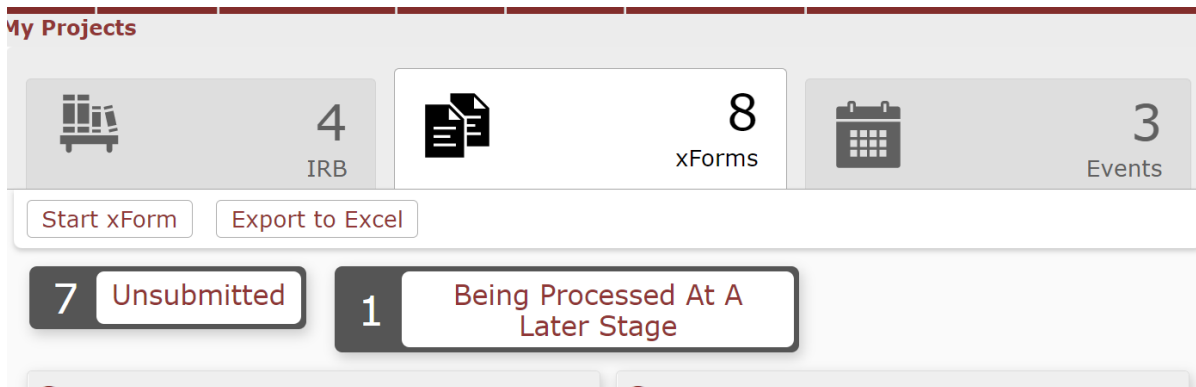 My Projects
4
IRB
8
xForms
3
Events
Start xForm
Export to Excel
7 Unsubmitted
1 Being Processed At A
Later Stage